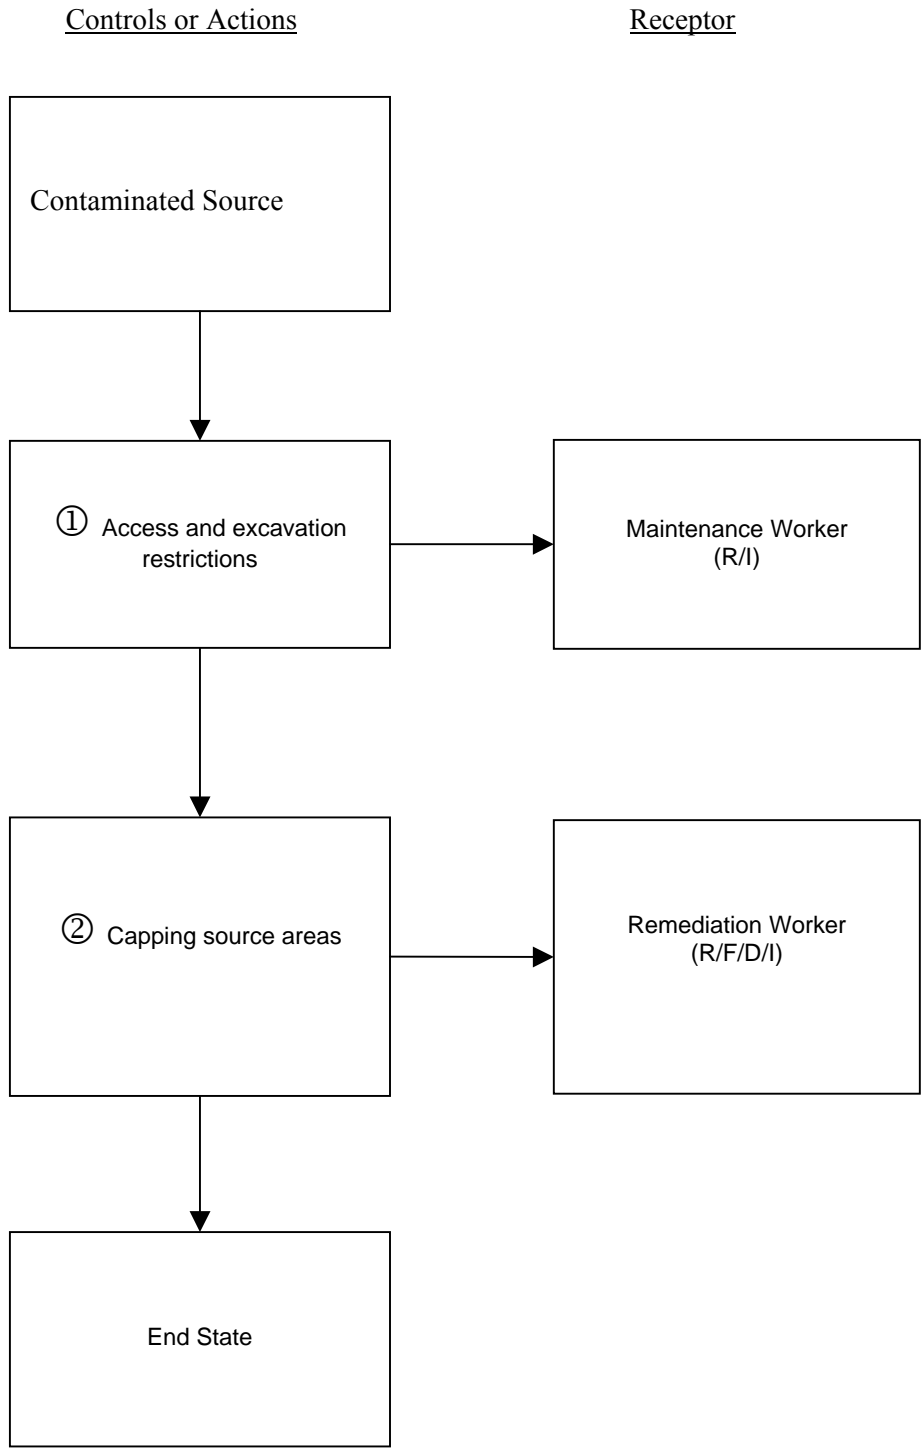 Controls or Actions
Receptor
Contaminated Source
① Access and excavation
restrictions
Maintenance Worker
(R/I)
② Capping source areas
Remediation Worker
(R/F/D/I)
End State